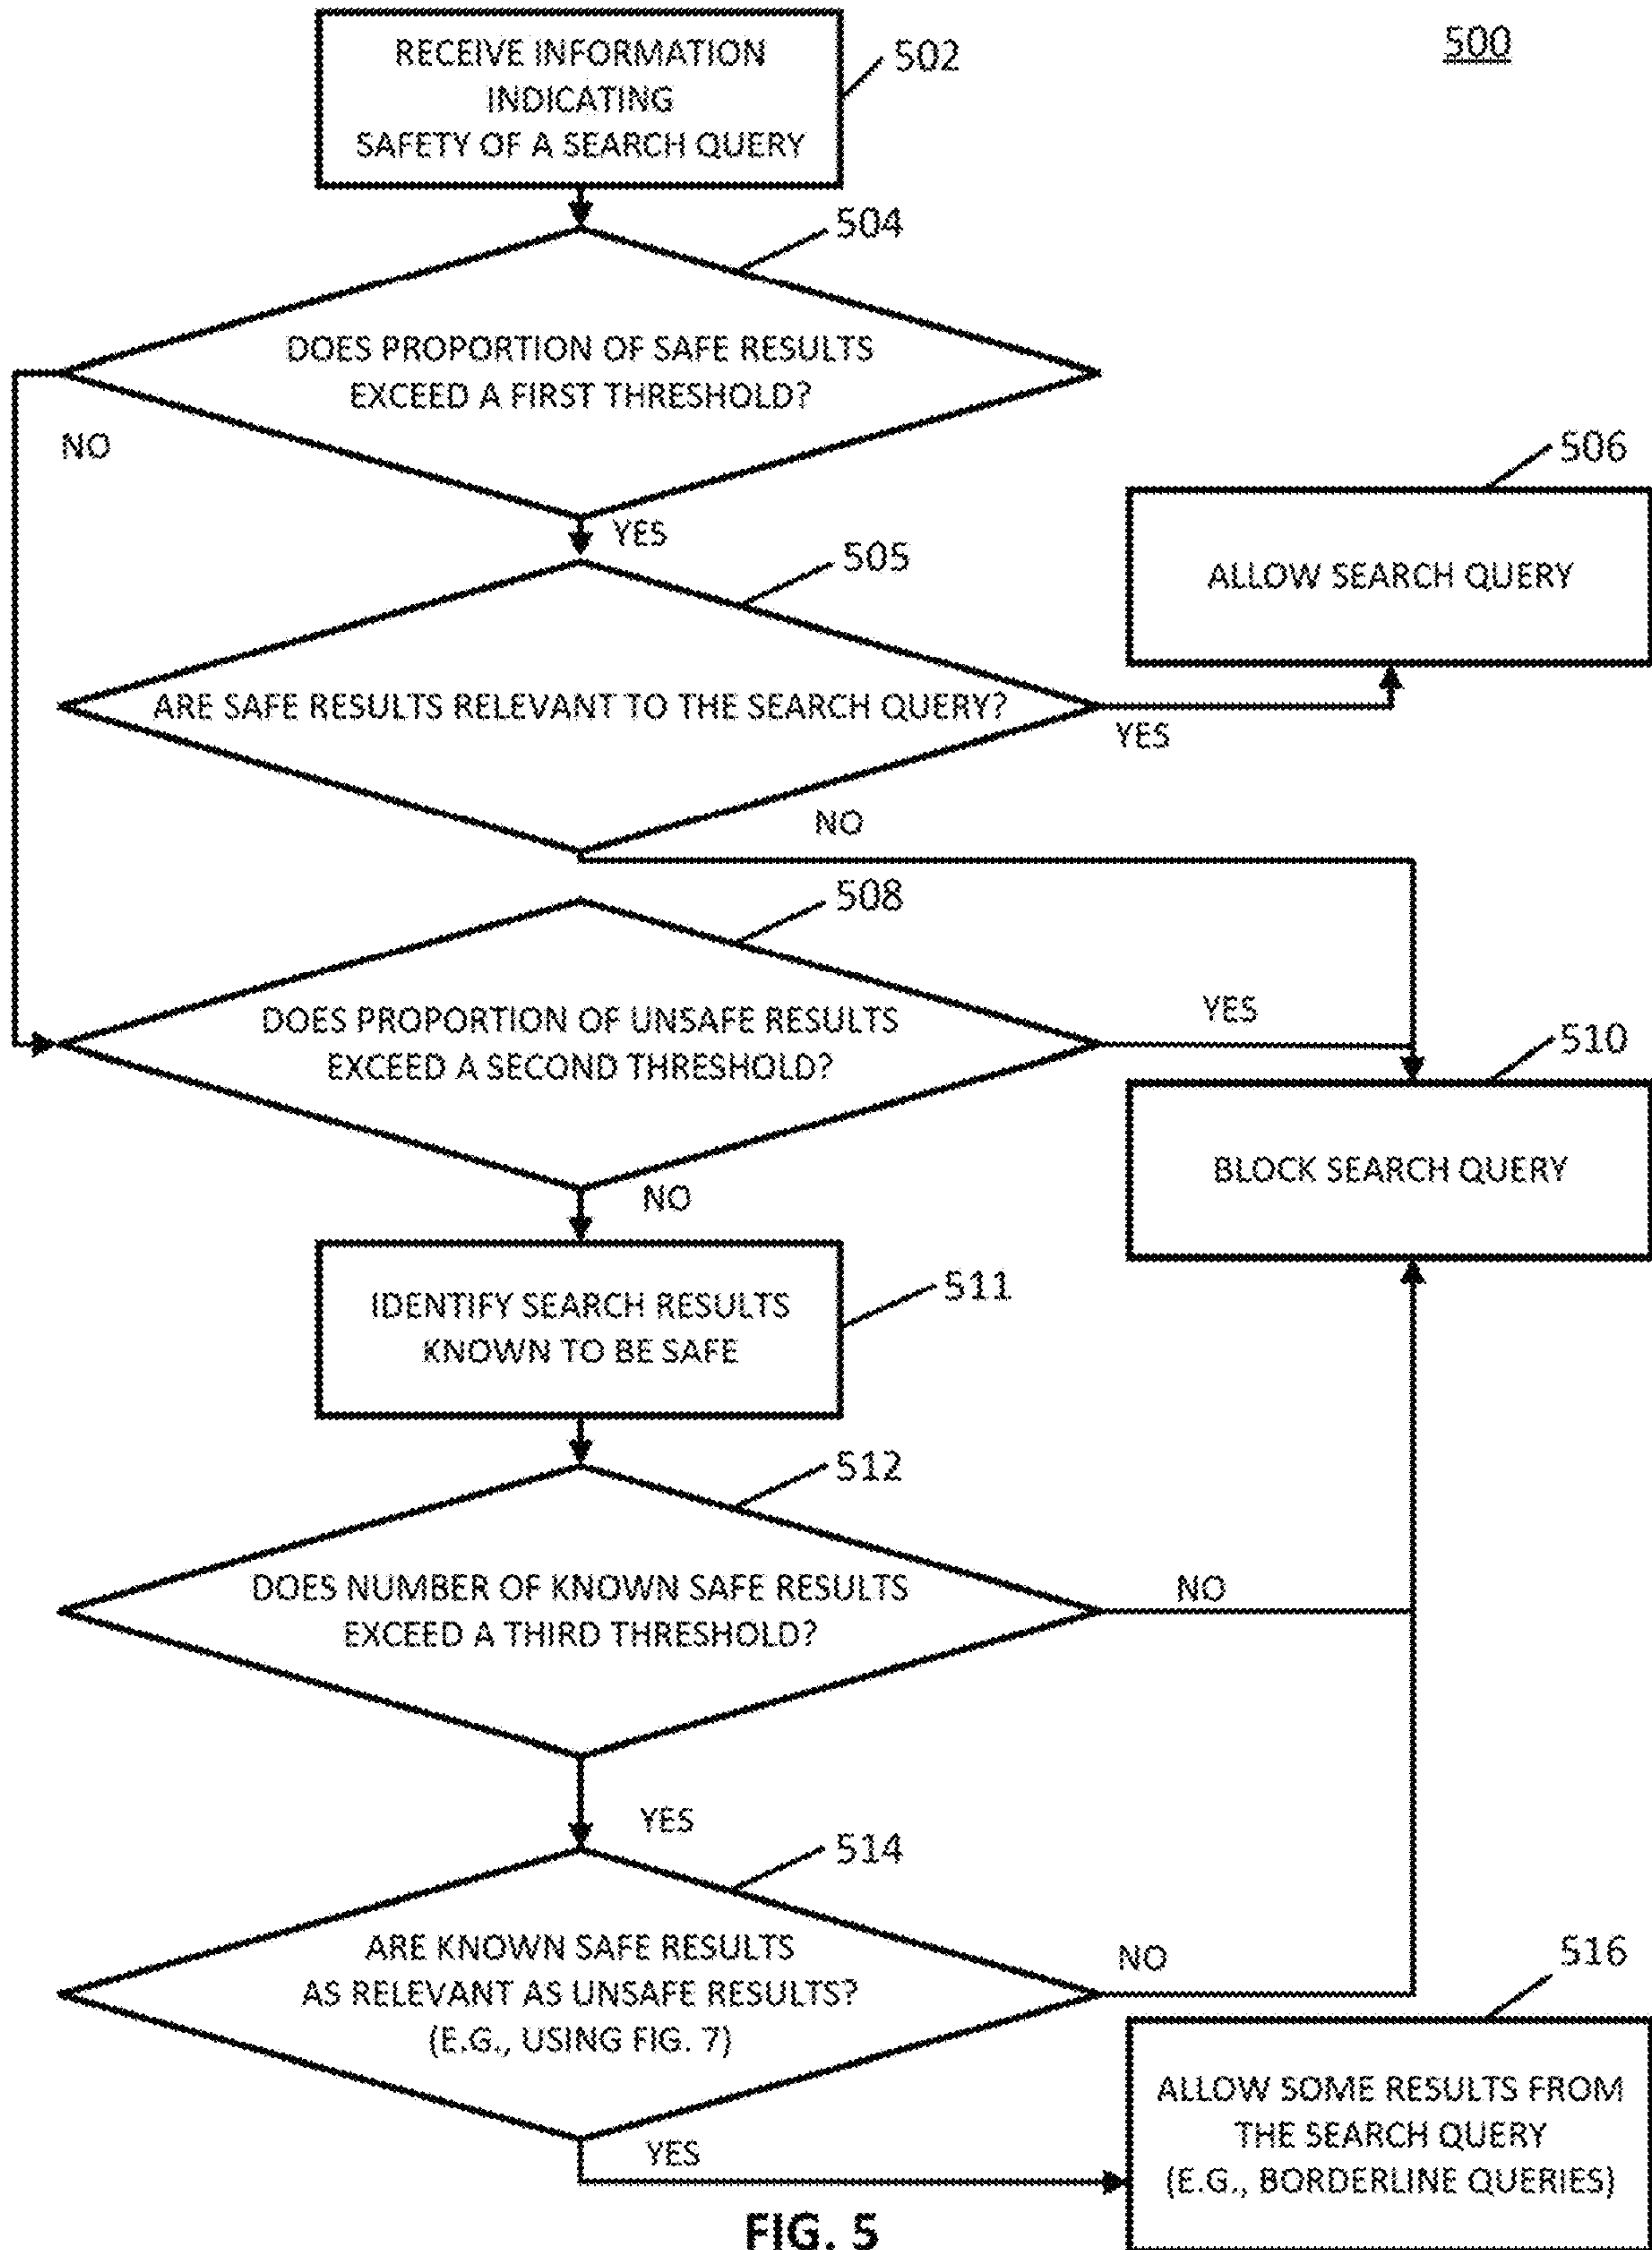 500
RECEIVE INFORMATION
INDICATING
SAFETY OF A SEARCH QUERY
502
504
DOES PROPORTION OF SAFE RESULTS
EXCEED A FIRST THRESHOLD?
NO
YES
505
ARE SAFE RESULTS RELEVANT TO THE SEARCH QUERY?
YES
506
ALLOW SEARCH QUERY
NO
508
DOES PROPORTION OF UNSAFE RESULTS
EXCEED A SECOND THRESHOLD?
YES
510
BLOCK SEARCH QUERY
NO
IDENTIFY SEARCH RESULTS
KNOWN TO BE SAFE
511
512
DOES NUMBER OF KNOWN SAFE RESULTS
EXCEED A THIRD THRESHOLD?
NO
YES
514
ARE KNOWN SAFE RESULTS
AS RELEVANT AS UNSAFE RESULTS?
(E.G., USING FIG. 7)
NO
516
YES
ALLOW SOME RESULTS FROM
THE SEARCH QUERY
(E.G., BORDERLINE QUERIES)
FIG. 5